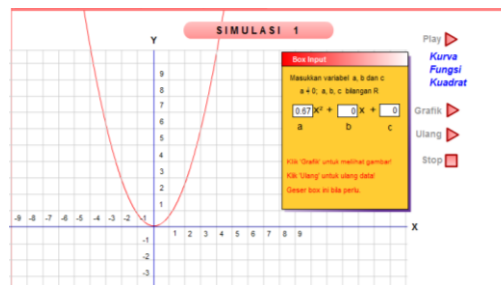 SIMULASI 1
Play
Kurva
Fungsi
Kuadrat
Y
Box Input
Masukkan variabel a, b dan c
a ≠ 0; a, b, c bilangan R
0.67 x² + 0 x + 0
a b c
Klik 'Grafik' untuk melihat gambar!
Klik 'Ulang' untuk ulang data!
Geser box ini bila perlu.
Grafik
Ulang
Stop
9
8
7
6
5
4
3
2
1
-9 -8 -7 -6 -5 -4 -3 -2 -1
X
1 2 3 4 5 6 7 8 9
-1
-2
-3